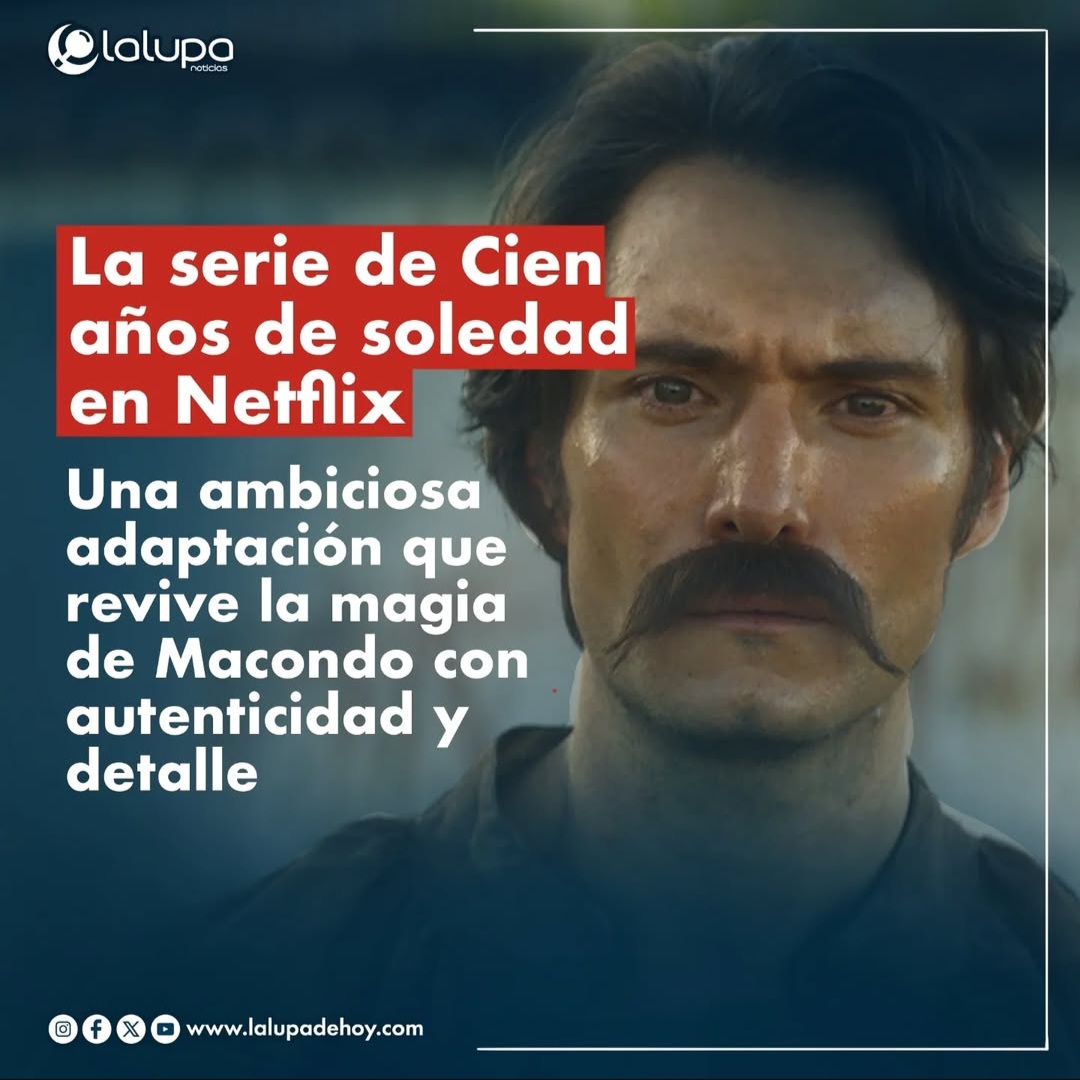 lalupa
noticias
La serie de Cien
años de soledad
en Netflix
Una ambiciosa
adaptación que
revive la magia
de Macondo con
autenticidad y
detalle
www.lalupadehoy.com